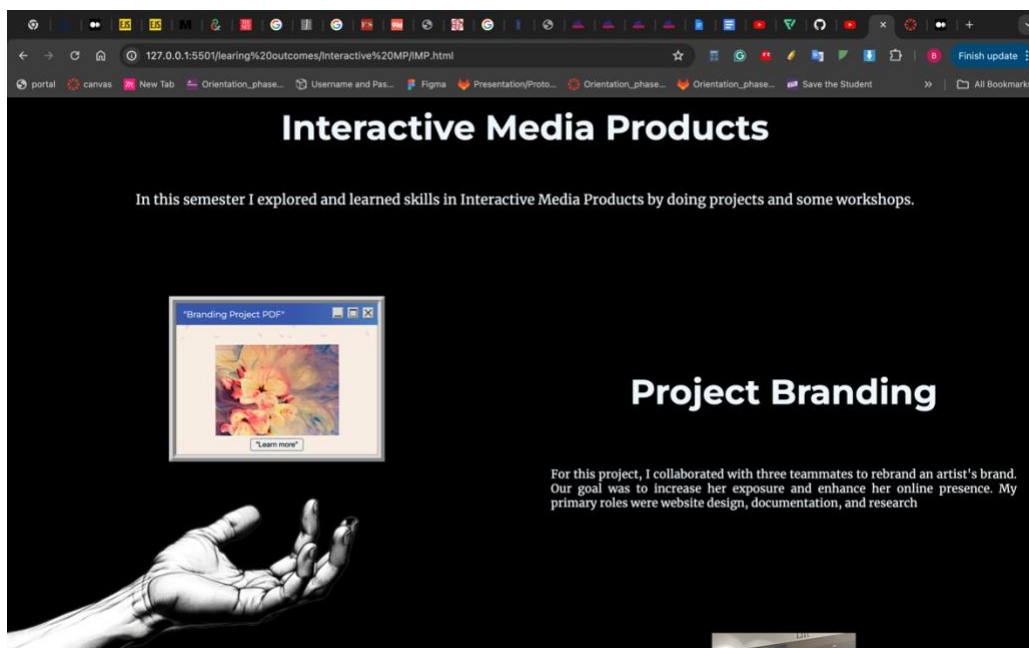 127.0.0.1:5501/learing%20outcomes/Interactive%20MP/IMP.html
Finish update
portal
canvas
New Tab
Orientation_phase...
Username and Pas...
Figma
Presentation/Proto...
Orientation_phase...
Orientation_phase...
Save the Student
»
All Bookmark
Interactive Media Products
In this semester I explored and learned skills in Interactive Media Products by doing projects and some workshops.
"Branding Project PDF"
"Learn more"
Project Branding
For this project, I collaborated with three teammates to rebrand an artist's brand.
Our goal was to increase her exposure and enhance her online presence. My
primary roles were website design, documentation, and research